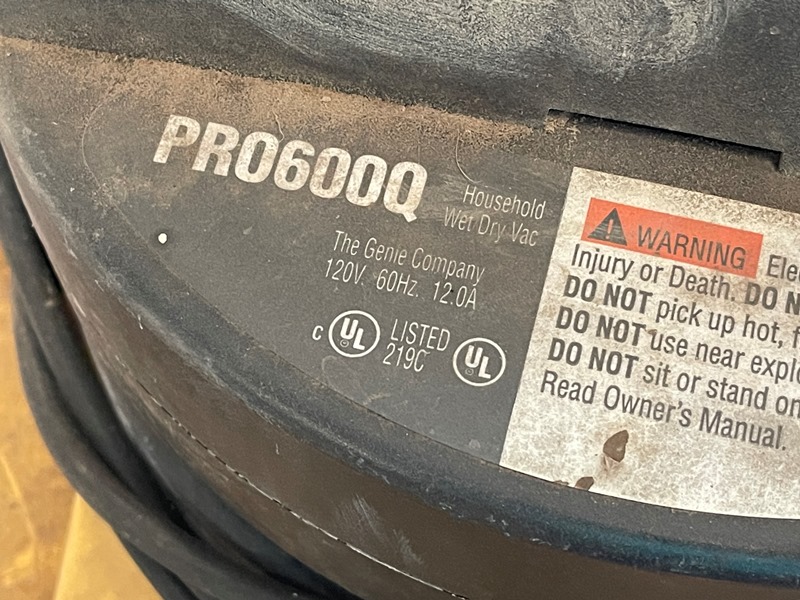 PRO600Q
Household
Wet Dry Vac
The Genie Company
120V. 60Hz. 12.0A
C UL LISTED UL
219C
WARNING
Injury or Death. DO
DO NOT pick up hot,
DO NOT use near
DO NOT sit or stand on
Read Owner's Manual.